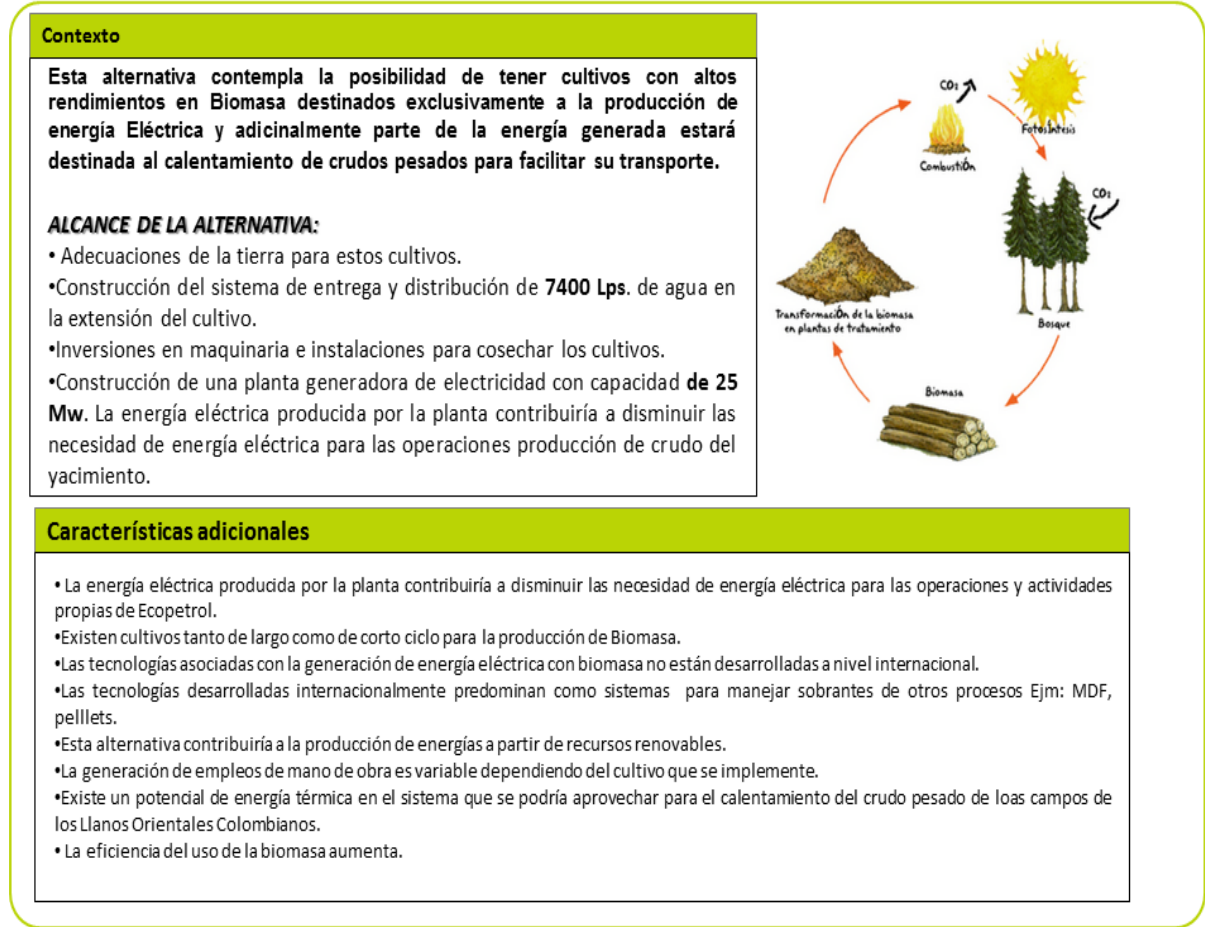 Contexto
Esta alternativa contempla la posibilidad de tener cultivos con altos
rendimientos en Biomasa destinados exclusivamente a la producción de
energía Eléctrica y adicinalmente parte de la energía generada estará
destinada al calentamiento de crudos pesados para facilitar su transporte.
ALCANCE DE LA ALTERNATIVA:
• Adecuaciones de la tierra para estos cultivos.
•Construcción del sistema de entrega y distribución de 7400 Lps. de agua en
la extensión del cultivo.
•Inversiones en maquinaria e instalaciones para cosechar los cultivos.
•Construcción de una planta generadora de electricidad con capacidad de 25
Mw. La energía eléctrica producida por la planta contribuiría a disminuir las
necesidad de energía eléctrica para las operaciones producción de crudo del
yacimiento.
CO2
Fotosíntesis
CombustiÓn
CO2
Bosque
TransformaciÓn de la biomasa
en plantas de tratamiento
Biomasa
Características adicionales
• La energía eléctrica producida por la planta contribuiría a disminuir las necesidad de energía eléctrica para las operaciones y actividades
propias de Ecopetrol.
•Existen cultivos tanto de largo como de corto ciclo para la producción de Biomasa.
•Las tecnologías asociadas con la generación de energía eléctrica con biomasa no están desarrolladas a nivel internacional.
•Las tecnologías desarrolladas internacionalmente predominan como sistemas para manejar sobrantes de otros procesos Ejm: MDF,
pelllets.
•Esta alternativa contribuiría a la producción de energías a partir de recursos renovables.
•La generación de empleos de mano de obra es variable dependiendo del cultivo que se implemente.
•Existe un potencial de energía térmica en el sistema que se podría aprovechar para el calentamiento del crudo pesado de loas campos de
los Llanos Orientales Colombianos.
• La eficiencia del uso de la biomasa aumenta.